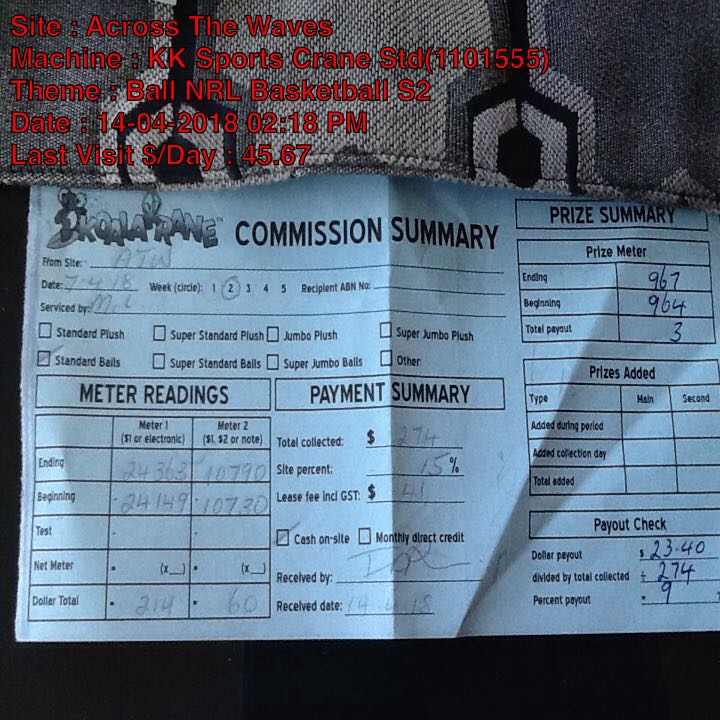 Site : Across The Waves
Machine : KK Sports Crane Std(1101555)
Theme : Ball NRL Basketball S2
Date : 14-04-2018 02:18 PM
Last Visit $/Day : 45.67
KOALA KRANE™ COMMISSION SUMMARY
From Site: ATW
Date: 7-4-18 Week (circle): 1 2 3 4 5 Recipient ABN No:
Serviced by:
Standard Plush Super Standard Plush Jumbo Plush Super Jumbo Plush
Standard Balls Super Standard Balls Super Jumbo Balls Other:
METER READINGS
Meter 1 Meter 2
($1 or electronic) ($1, $2 or note)
Ending 24363 10790
Beginning - 24149 - 10730
Test - -
Net Meter = (x__) = (x__)
Dollar Total = 214 = 60
PAYMENT SUMMARY
Total collected: $ 274
Site percent: 15%
Lease fee incl GST: $ 41
Cash on-site Monthly direct credit
Received by:
Received date: 14.4.18
PRIZE SUMMARY
Prize Meter
Ending 967
Beginning 964
Total payout 3
Prizes Added
Type Main Second
Added during period
Added collection day
Total added
Payout Check
Dollar payout $ 23.40
divided by total collected ÷ 274
Percent payout = 9